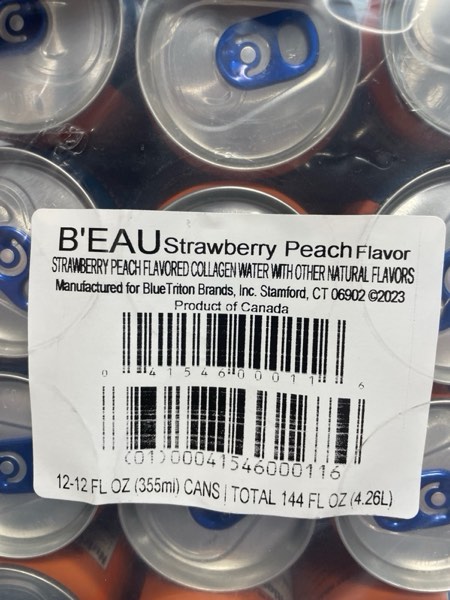 B'EAU Strawberry Peach Flavor
STRAWBERRY PEACH FLAVORED COLLAGEN WATER WITH OTHER NATURAL FLAVORS
Manufactured for BlueTriton Brands, Inc. Stamford, CT 06902 ©2023
Product of Canada
0 41546 00011 6
(01)00041546000116
12-12 FL OZ (355ml) CANS | TOTAL 144 FL OZ (4.26L)